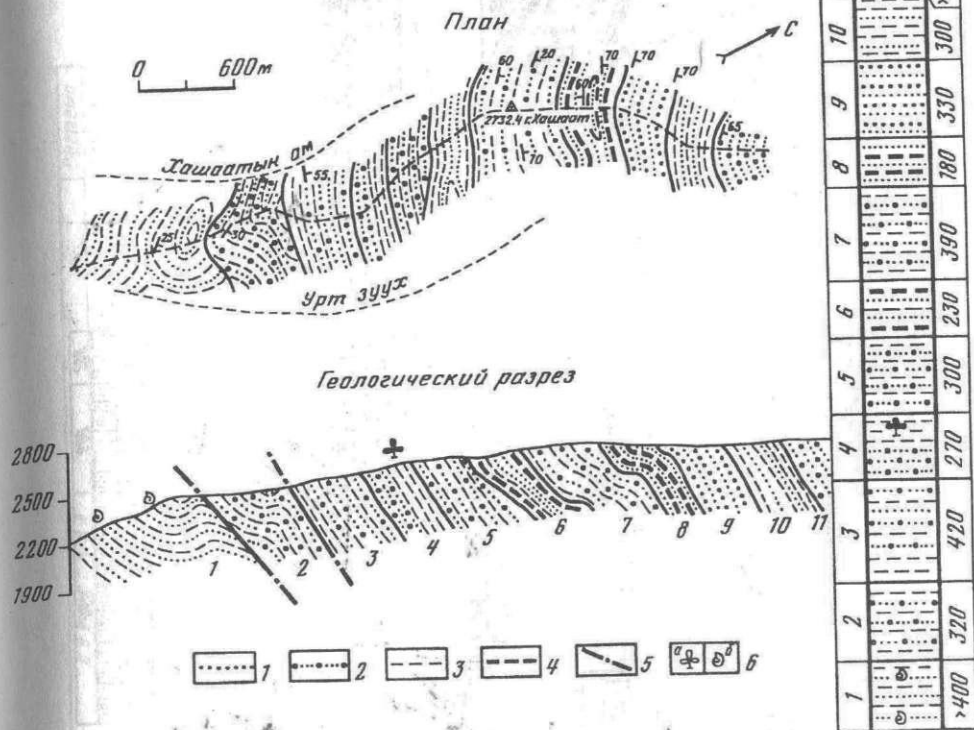 План
С
0 600м
60 20 70 70 70
60
2732.4 г.Хашаат
70
65
Хашаатын ам
55
25
30
Урт зуух
Геологический разрез
2800
2500
2200
1900
1 2 3 4 5 6 7 8 9 10 11
1 2 3 4 5 а б 6
10 300
9 330
8 180
7 390
6 230
5 300
4 270
3 420
2 320
1 >400